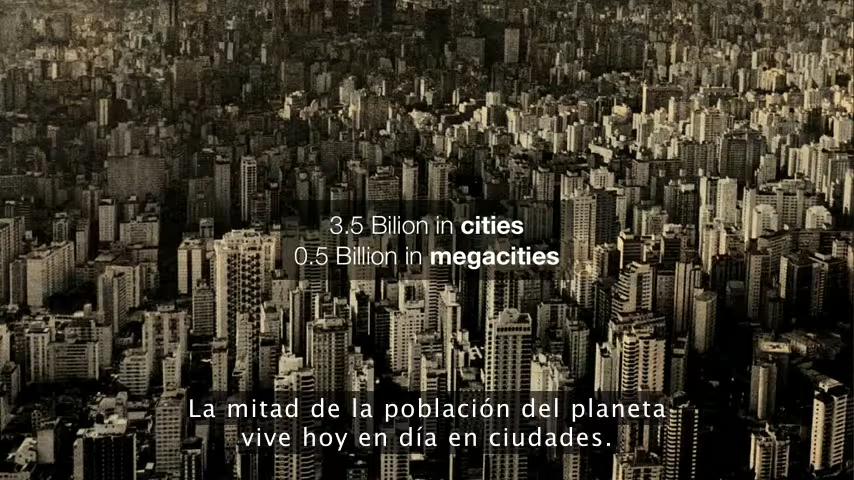 3.5 Bilion in cities
0.5 Billion in megacities
La mitad de la población del planeta
vive hoy en día en ciudades.